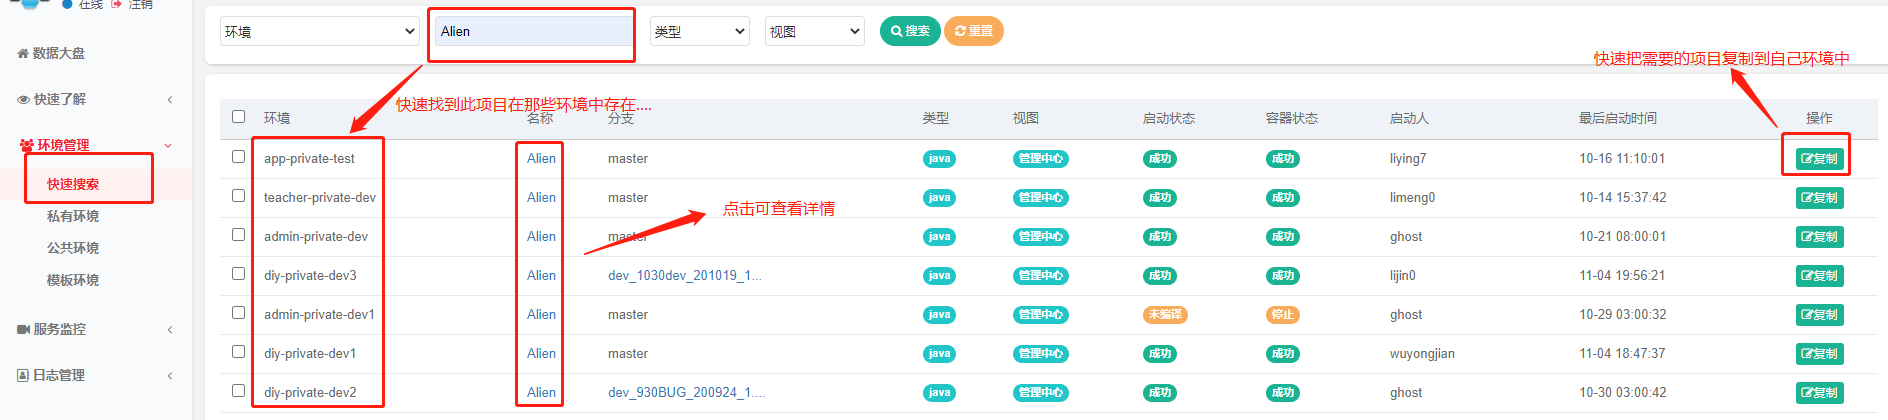 在线 注销
数据大盘
快速了解
环境管理
快速搜索
私有环境
公共环境
模板环境
服务监控
日志管理
环境 Alien 类型 视图 搜索 重置
快速把需要的项目复制到自己环境中
快速找到此项目在那些环境中存在....
环境 名称 分支 类型 视图 启动状态 容器状态 启动人 最后启动时间 操作
app-private-test Alien master java 管理中心 成功 成功 liying7 10-16 11:10:01 复制
teacher-private-dev Alien master java 管理中心 成功 成功 limeng0 10-14 15:37:42 复制
点击可查看详情
admin-private-dev Alien master java 管理中心 成功 成功 ghost 10-21 08:00:01 复制
diy-private-dev3 Alien dev_1030dev_201019_1... java 管理中心 成功 成功 lijin0 11-04 19:56:21 复制
admin-private-dev1 Alien master java 管理中心 未编译 停止 ghost 10-29 03:00:32 复制
diy-private-dev1 Alien master java 管理中心 成功 成功 wuyongjian 11-04 18:47:37 复制
diy-private-dev2 Alien dev_930BUG_200924_1.... java 管理中心 成功 成功 ghost 10-30 03:00:42 复制